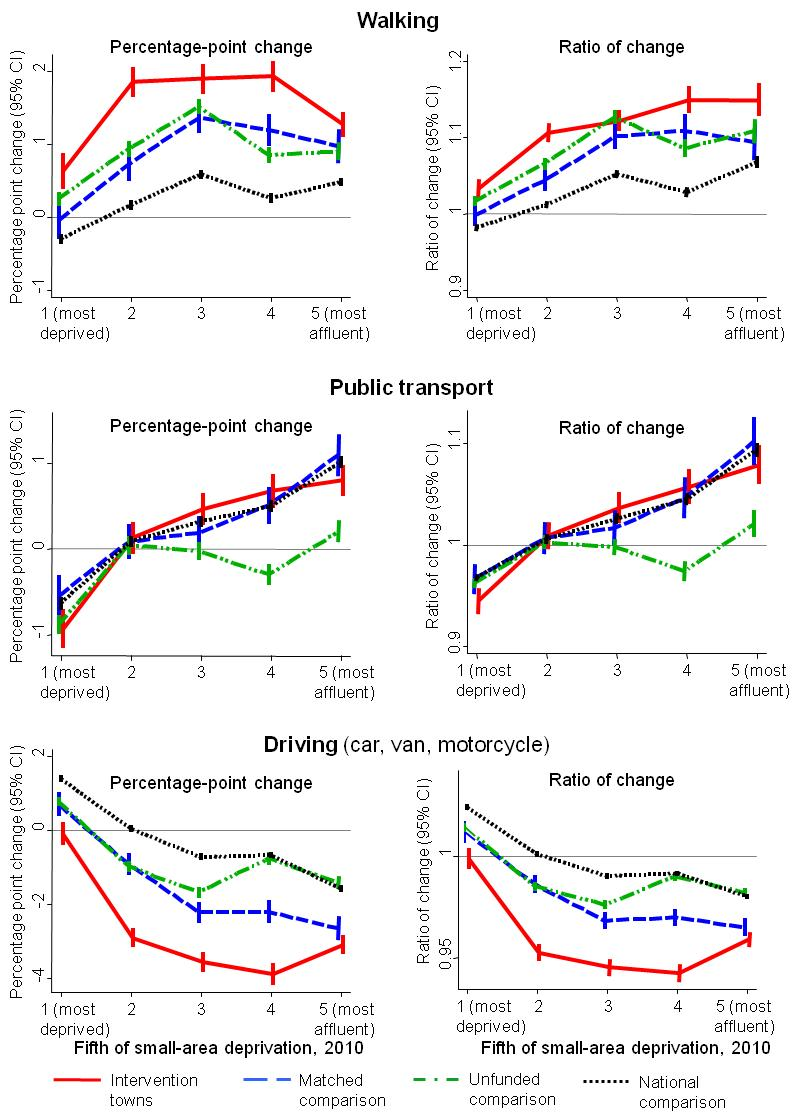 Walking
Percentage-point change
Ratio of change
Percentage point change (95% CI)
2
1
0
-1
1 (most
deprived)
2
3
4
5 (most
affluent)
Ratio of change (95% CI)
1.2
1.11
1
0.9
1 (most
deprived)
2
3
4
5 (most
affluent)
Public transport
Percentage-point change
Ratio of change
Percentage point change (95% CI)
1
0
-1
1 (most
deprived)
2
3
4
5 (most
affluent)
Ratio of change (95% CI)
1.1
1
0.9
1 (most
deprived)
2
3
4
5 (most
affluent)
Driving (car, van, motorcycle)
Percentage-point change
Ratio of change
Percentage point change (95% CI)
2
0
-2
-4
1 (most
deprived)
2
3
4
5 (most
affluent)
Fifth of small-area deprivation, 2010
Ratio of change (95% CI)
1
0.95
1 (most
deprived)
2
3
4
5 (most
affluent)
Fifth of small-area deprivation, 2010
Intervention
towns
Matched
comparison
Unfunded
comparison
National
comparison